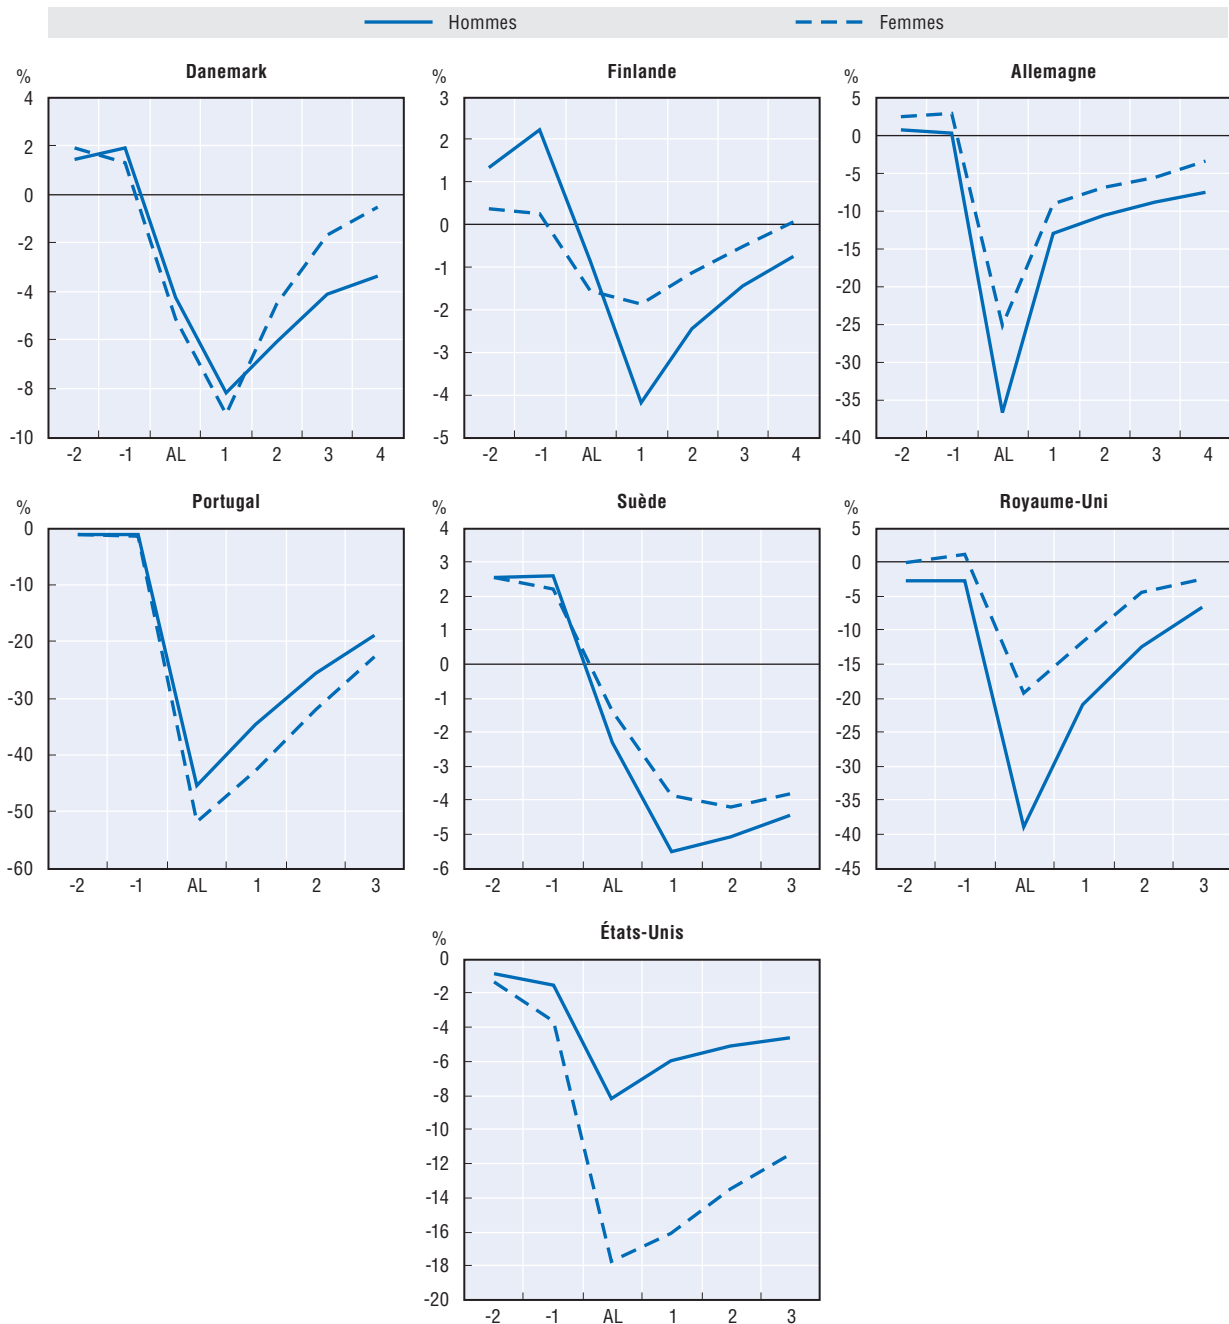 Hommes Femmes
Danemark Finlande Allemagne
% % %
4 3 5
2 2 0
0 1 -5
-2 0 -10
-4 -1 -15
-6 -2 -20
-8 -3 -25
-10 -4 -30
-5 -35
-40
-2 -1 AL 1 2 3 4 -2 -1 AL 1 2 3 4 -2 -1 AL 1 2 3 4
Portugal Suède Royaume-Uni
% % %
0 4 5
-10 3 0
-20 2 -5
-30 1 -10
-40 0 -15
-50 -1 -20
-60 -2 -25
-3 -30
-4 -35
-5 -40
-6 -45
-2 -1 AL 1 2 3 -2 -1 AL 1 2 3 -2 -1 AL 1 2 3
États-Unis
%
0
-2
-4
-6
-8
-10
-12
-14
-16
-18
-20
-2 -1 AL 1 2 3